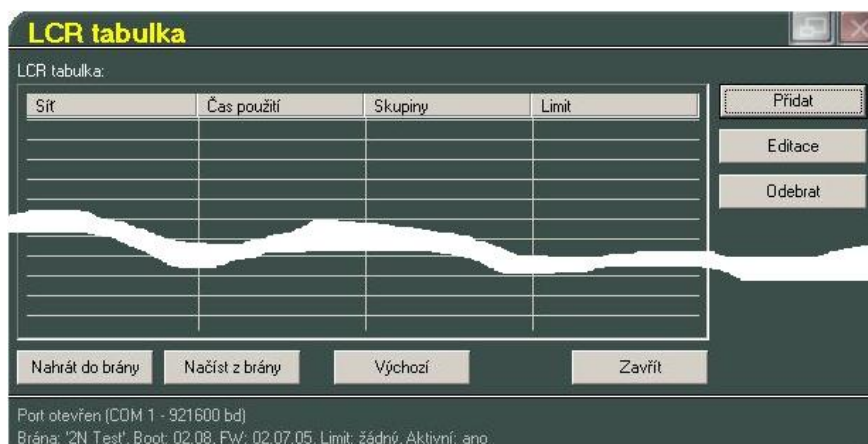 LCR tabulka
LCR tabulka:
Síť Čas použití Skupiny Limit
Přidat
Editace
Odebrat
Nahrát do brány Načíst z brány Výchozí Zavřít
Port otevřen (COM 1 - 921600 bd)
Brána: '2N Test', Boot: 02.08, FW: 02.07.05, Limit: žádný, Aktivní: ano